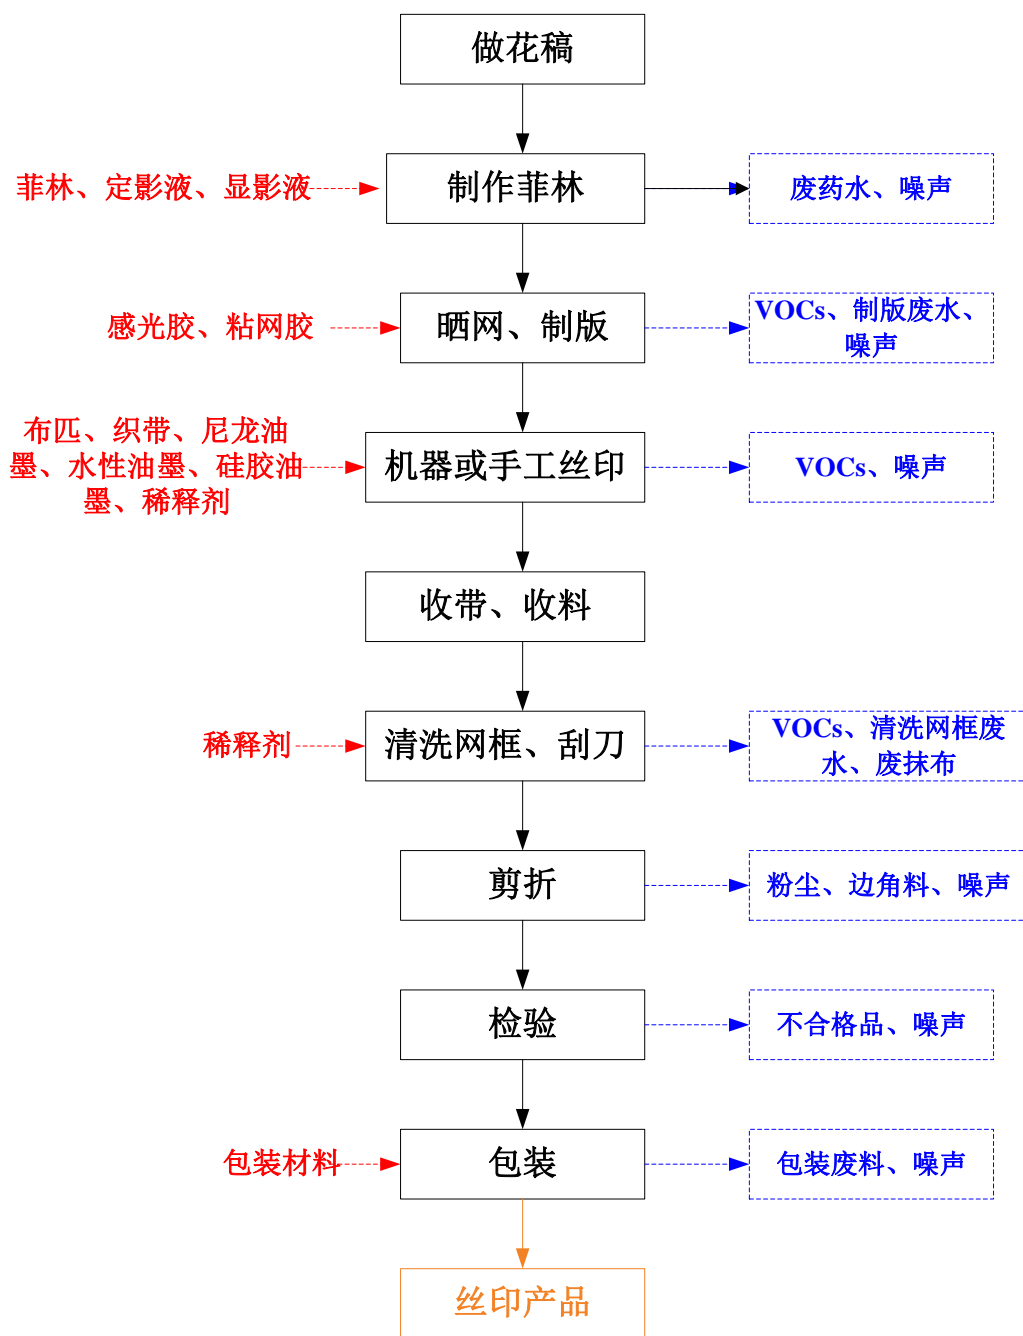 做花稿
菲林、定影液、显影液
制作菲林
废药水、噪声
感光胶、粘网胶
晒网、制版
VOCs、制版废水、
噪声
布匹、织带、尼龙油
墨、水性油墨、硅胶油
墨、稀释剂
机器或手工丝印
VOCs、噪声
收带、收料
稀释剂
清洗网框、刮刀
VOCs、清洗网框废
水、废抹布
剪折
粉尘、边角料、噪声
检验
不合格品、噪声
包装材料
包装
包装废料、噪声
丝印产品